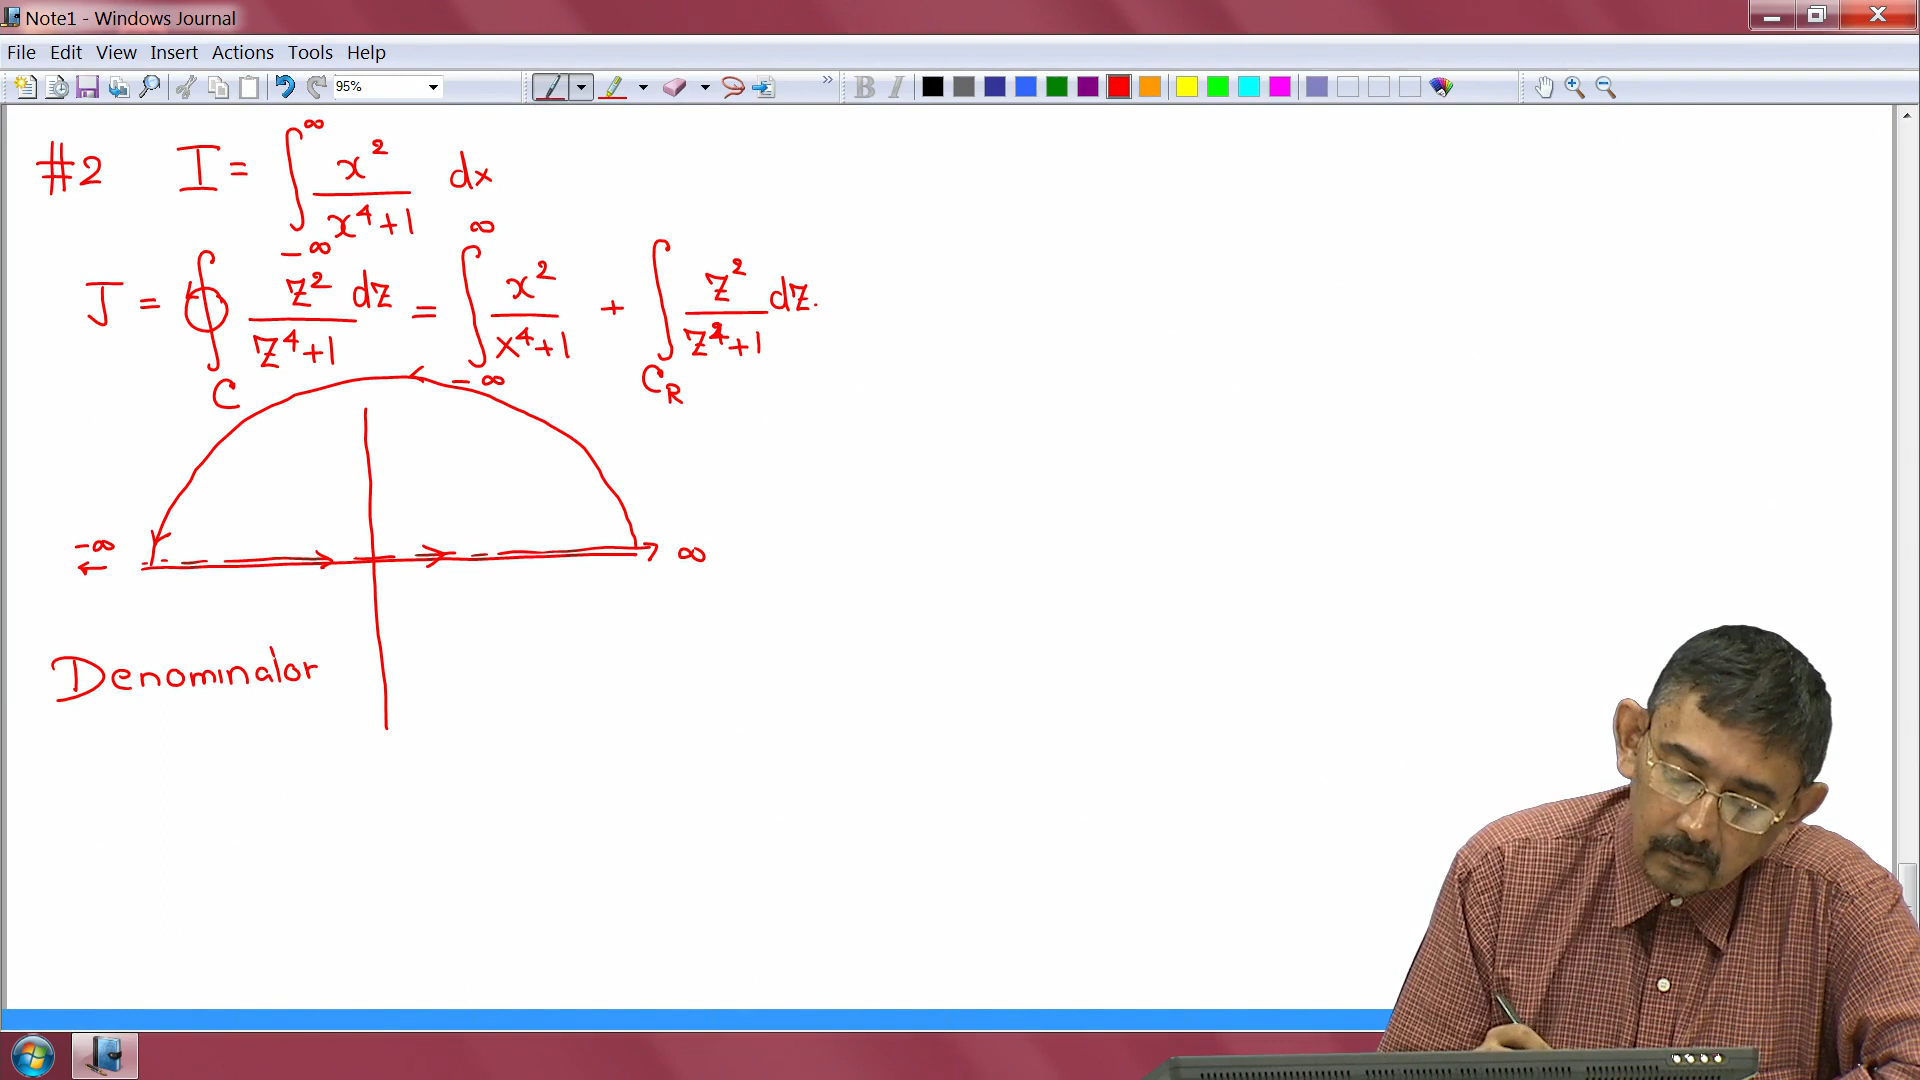 Note1 - Windows Journal
File Edit View Insert Actions Tools Help
95% B I
#2 I = ∫_{-∞}^{∞} x²/(x⁴+1) dx
J = ∮_C z²/(z⁴+1) dz = ∫_{-∞}^{∞} x²/(x⁴+1) + ∫_{C_R} z²/(z⁴+1) dz.
-∞ ∞
Denominator